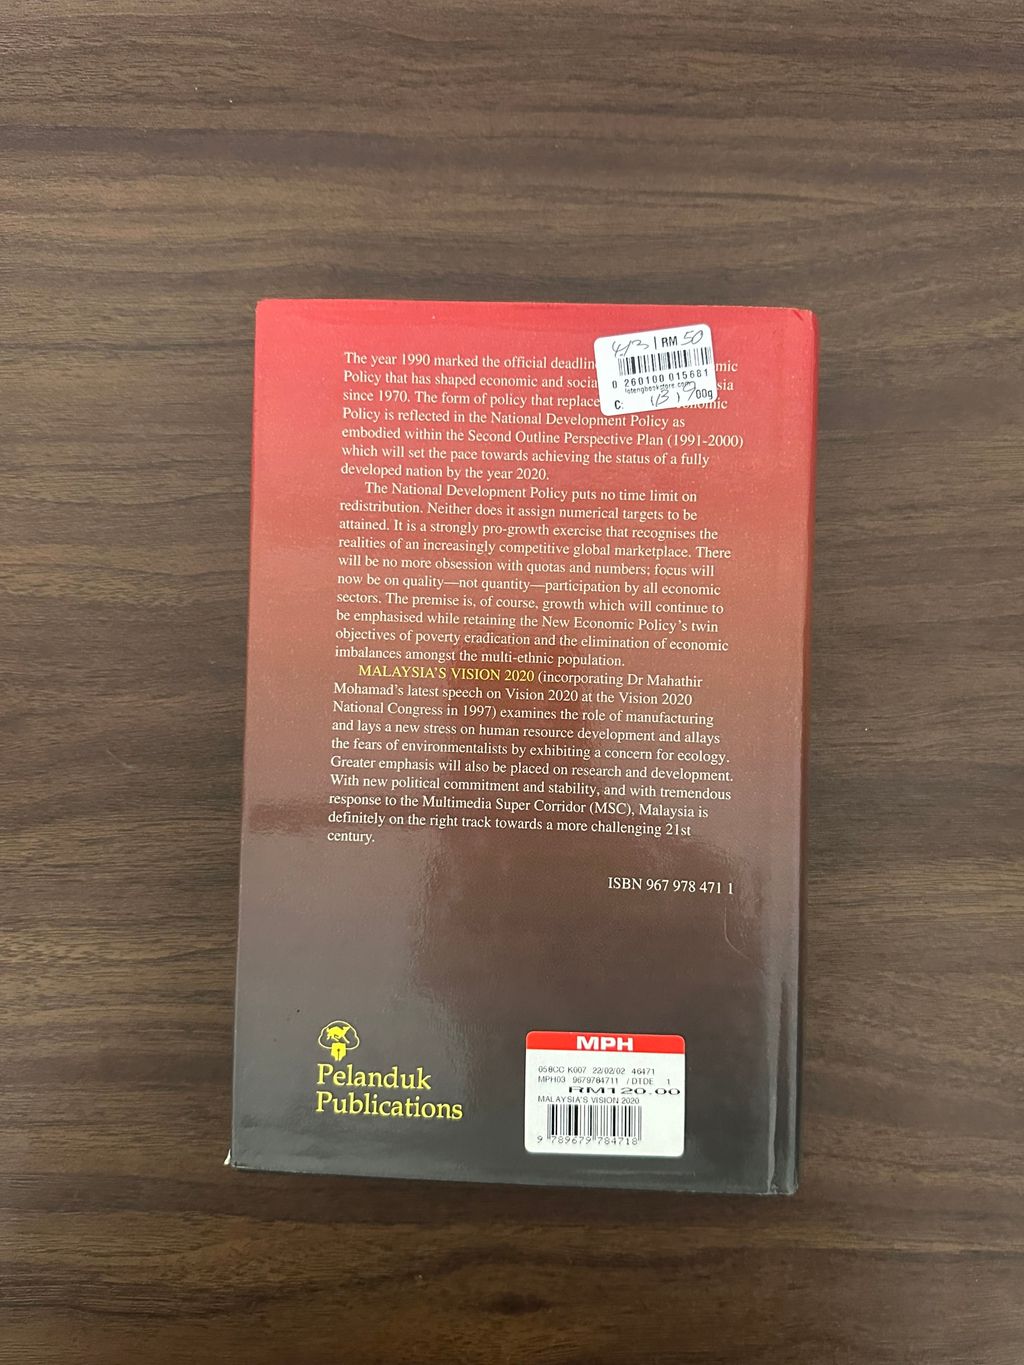 The year 1990 marked the official deadlin
mic
Policy that has shaped economic and socia
sia
since 1970. The form of policy that replace
onomic
Policy is reflected in the National Development Policy as
embodied within the Second Outline Perspective Plan (1991-2000)
which will set the pace towards achieving the status of a fully
developed nation by the year 2020.
The National Development Policy puts no time limit on
redistribution. Neither does it assign numerical targets to be
attained. It is a strongly pro-growth exercise that recognises the
realities of an increasingly competitive global marketplace. There
will be no more obsession with quotas and numbers; focus will
now be on quality—not quantity—participation by all economic
sectors. The premise is, of course, growth which will continue to
be emphasised while retaining the New Economic Policy's twin
objectives of poverty eradication and the elimination of economic
imbalances amongst the multi-ethnic population.
MALAYSIA'S VISION 2020 (incorporating Dr Mahathir
Mohamad's latest speech on Vision 2020 at the Vision 2020
National Congress in 1997) examines the role of manufacturing
and lays a new stress on human resource development and allays
the fears of environmentalists by exhibiting a concern for ecology.
Greater emphasis will also be placed on research and development.
With new political commitment and stability, and with tremendous
response to the Multimedia Super Corridor (MSC), Malaysia is
definitely on the right track towards a more challenging 21st
century.
RM 50
0 260100 015681
C:
00g
ISBN 967 978 471 1
Pelanduk
Publications
MPH
058CC K007 22/02/02 46471
MPH03 9679784711 /DTDE 1
RM120.00
MALAYSIA'S VISION 2020
9 789679 784718